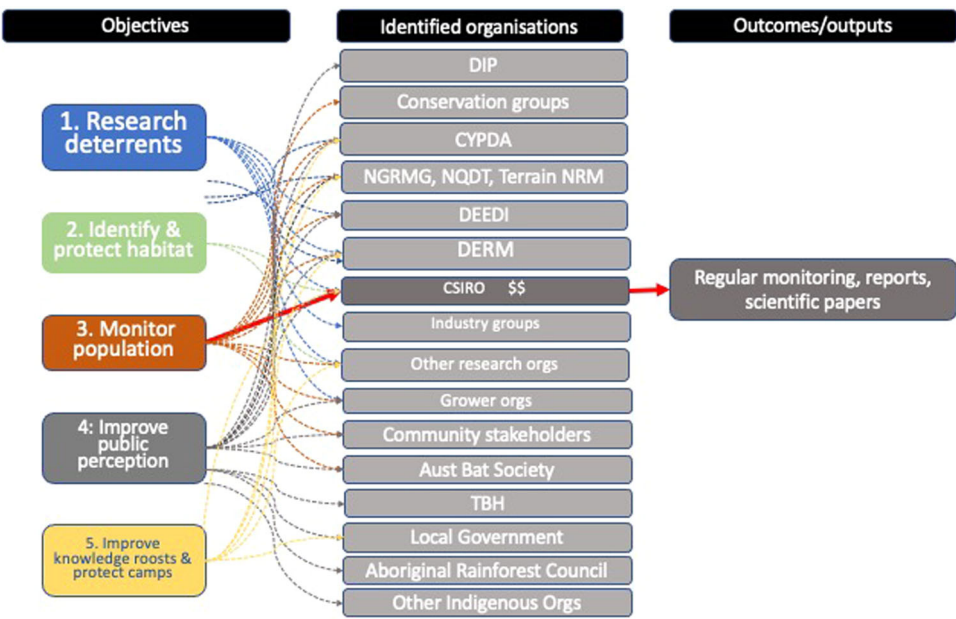 Objectives
Identified organisations
Outcomes/outputs
1. Research
deterrents
2. Identify &
protect habitat
3. Monitor
population
4: Improve
public
perception
5. Improve
knowledge roosts &
protect camps
DIP
Conservation groups
CYPDA
NGRMG, NQDT, Terrain NRM
DEEDI
DERM
CSIRO $$
Industry groups
Other research orgs
Grower orgs
Community stakeholders
Aust Bat Society
TBH
Local Government
Aboriginal Rainforest Council
Other Indigenous Orgs
Regular monitoring, reports,
scientific papers